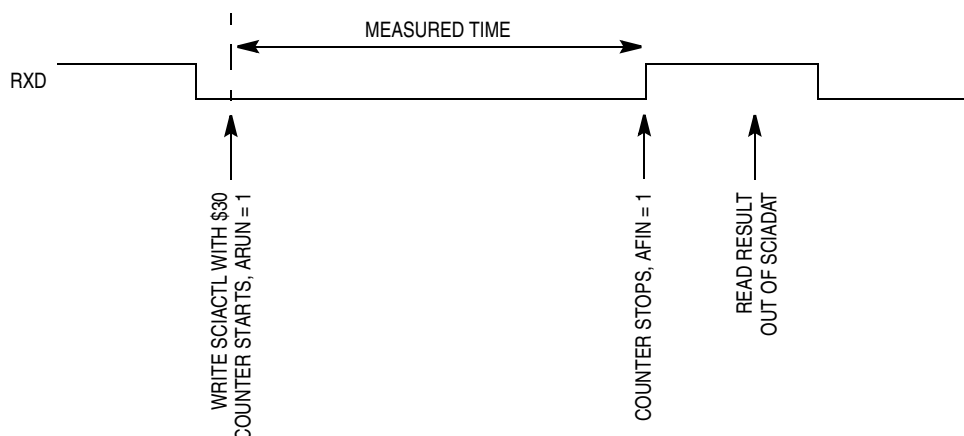 MEASURED TIME
RXD
WRITE SCIACTL WITH $30
COUNTER STARTS, ARUN = 1
COUNTER STOPS, AFIN = 1
READ RESULT
OUT OF SCIADAT